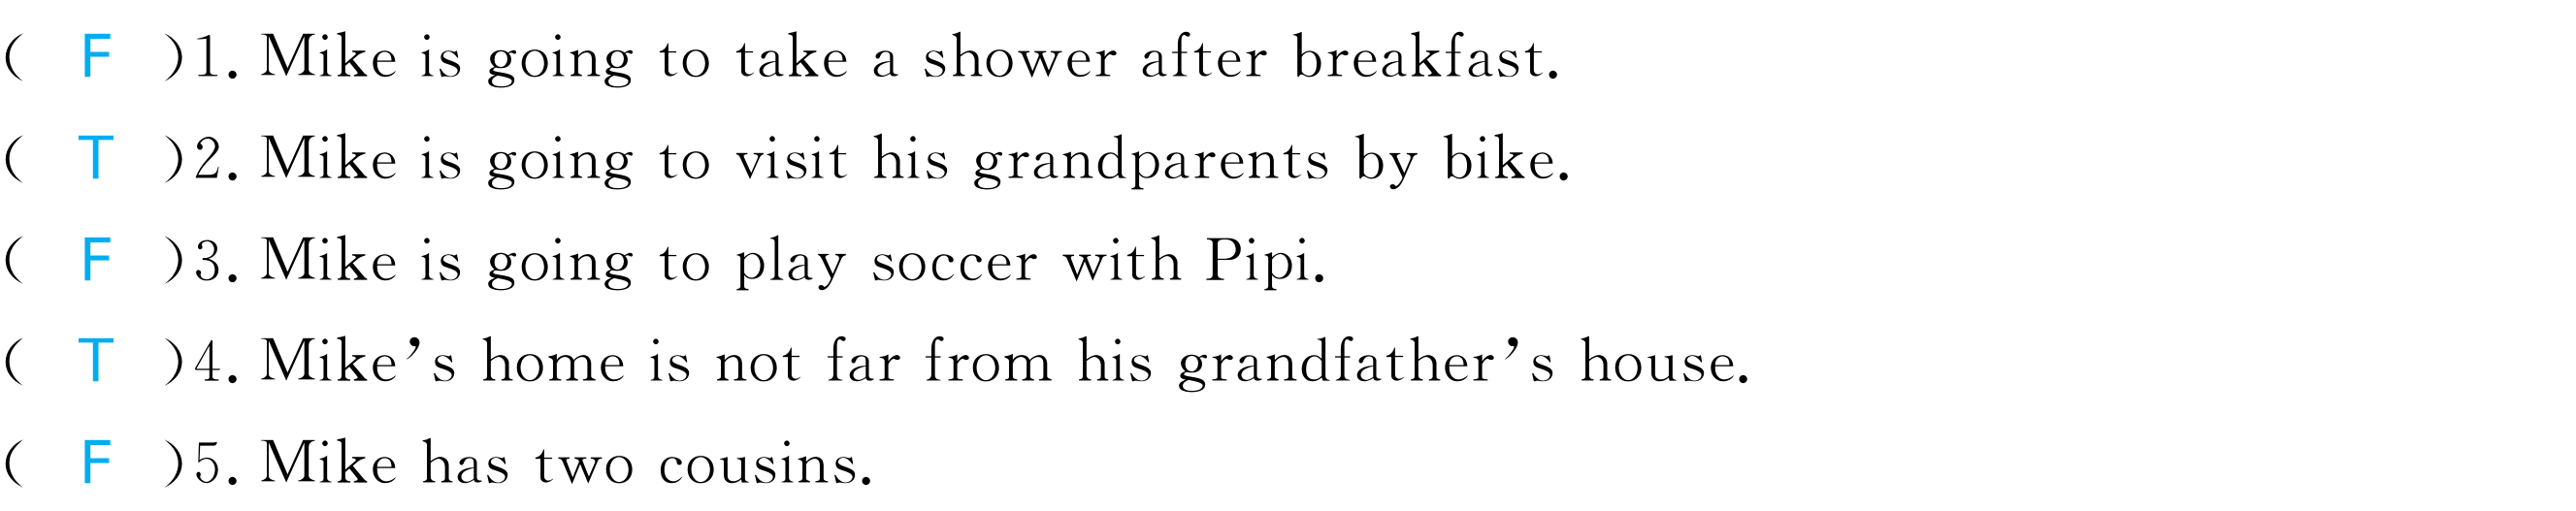 ( F )1. Mike is going to take a shower after breakfast.
( T )2. Mike is going to visit his grandparents by bike.
( F )3. Mike is going to play soccer with Pipi.
( T )4. Mike’s home is not far from his grandfather’s house.
( F )5. Mike has two cousins.